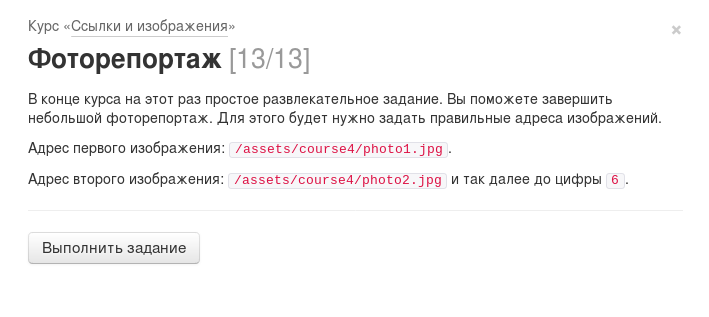 Курс «Ссылки и изображения»
Фоторепортаж [13/13]
В конце курса на этот раз простое развлекательное задание. Вы поможете завершить
небольшой фоторепортаж. Для этого будет нужно задать правильные адреса изображений.
Адрес первого изображения: /assets/course4/photo1.jpg.
Адрес второго изображения: /assets/course4/photo2.jpg и так далее до цифры 6.
Выполнить задание